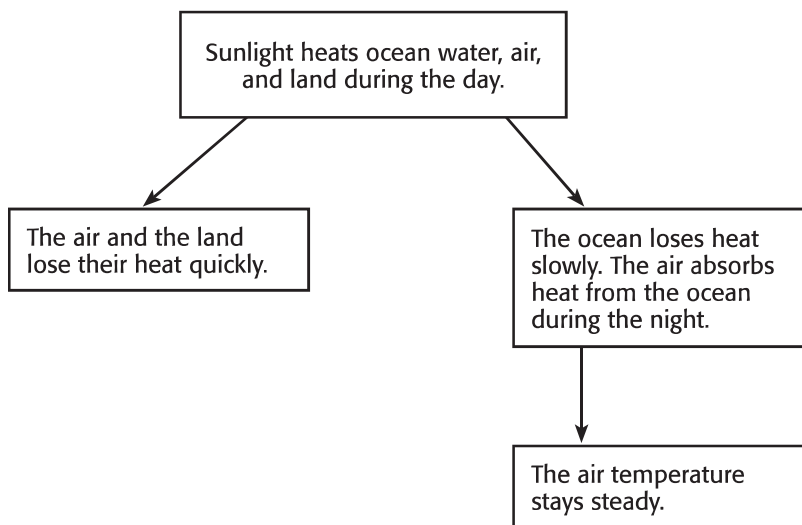 Sunlight heats ocean water, air,
and land during the day.
The air and the land
lose their heat quickly.
The ocean loses heat
slowly. The air absorbs
heat from the ocean
during the night.
The air temperature
stays steady.